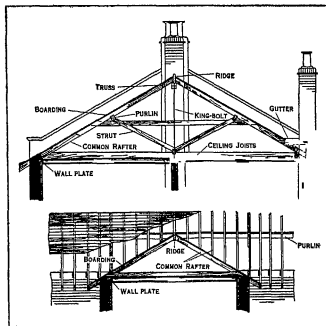 RIDGE
TRUSS
BOARDING
PURLIN
KING-BOLT
GUTTER
STRUT
COMMON RAFTER
CEILING JOISTS
WALL PLATE
PURLIN
RIDGE
BOARDING
COMMON RAFTER
WALL PLATE